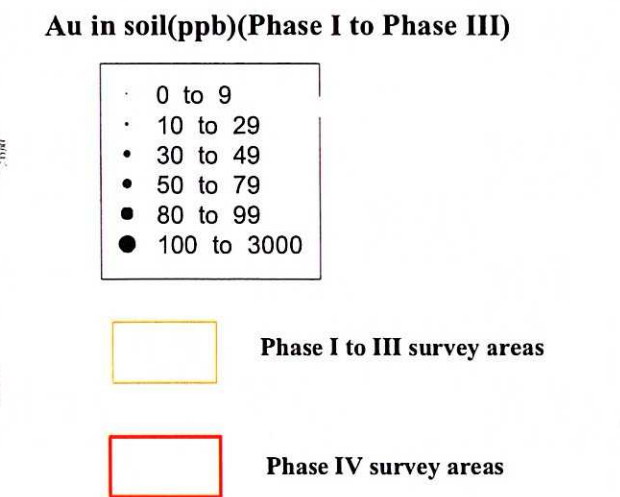 Au in soil(ppb)(Phase I to Phase III)
0 to 9
10 to 29
30 to 49
50 to 79
80 to 99
100 to 3000
Phase I to III survey areas
Phase IV survey areas